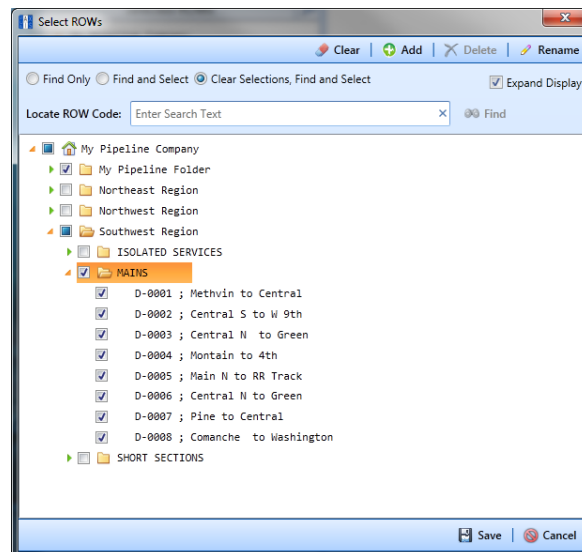 Select ROWs
Clear Add Delete Rename
Find Only Find and Select Clear Selections, Find and Select Expand Display
Locate ROW Code: Enter Search Text Find
My Pipeline Company
My Pipeline Folder
Northeast Region
Northwest Region
Southwest Region
ISOLATED SERVICES
MAINS
D-0001 ; Methvin to Central
D-0002 ; Central S to W 9th
D-0003 ; Central N  to Green
D-0004 ; Montain to 4th
D-0005 ; Main N to RR Track
D-0006 ; Central N to Green
D-0007 ; Pine to Central
D-0008 ; Comanche  to Washington
SHORT SECTIONS
Save Cancel